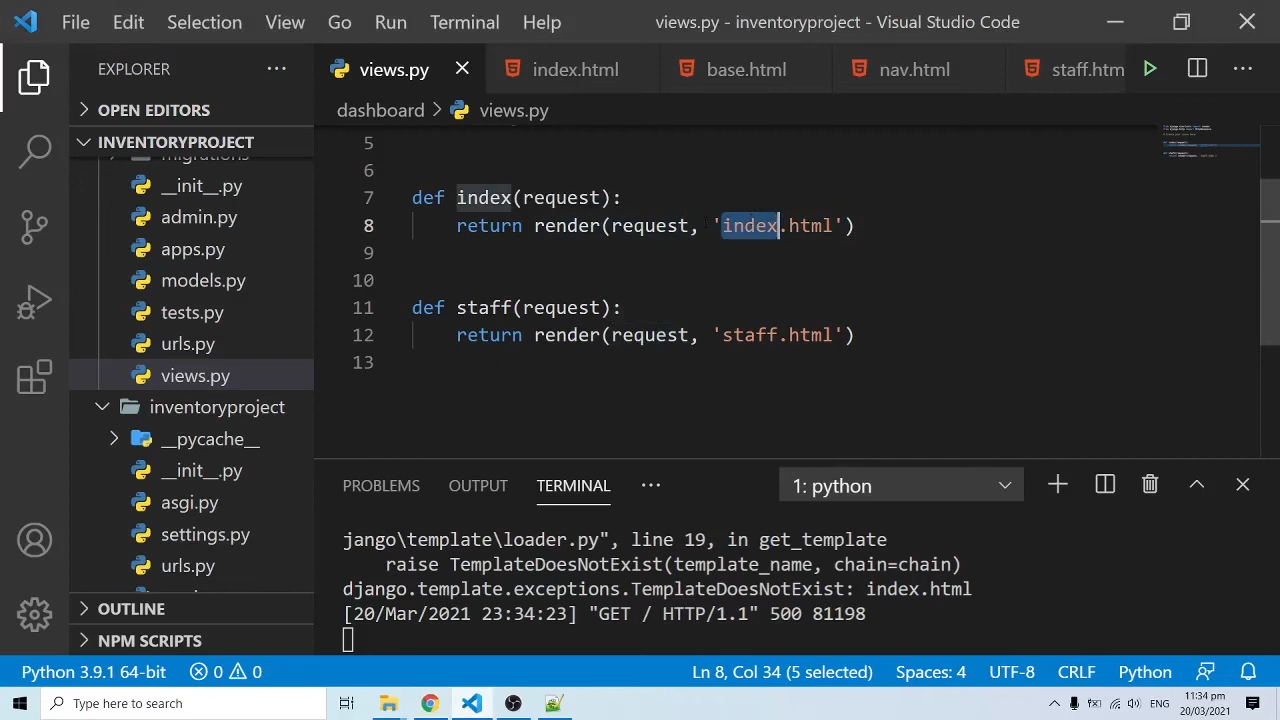 File Edit Selection View Go Run Terminal Help views.py - inventoryproject - Visual Studio Code
EXPLORER
views.py index.html base.html nav.html staff.htm
OPEN EDITORS
dashboard > views.py
INVENTORYPROJECT
migrations
__init__.py
admin.py
apps.py
models.py
tests.py
urls.py
views.py
inventoryproject
__pycache__
__init__.py
asgi.py
settings.py
urls.py
OUTLINE
NPM SCRIPTS
5
6
7 def index(request):
8 return render(request, 'index.html')
9
10
11 def staff(request):
12 return render(request, 'staff.html')
13
PROBLEMS OUTPUT TERMINAL ··· 1: python
jango\template\loader.py", line 19, in get_template
raise TemplateDoesNotExist(template_name, chain=chain)
django.template.exceptions.TemplateDoesNotExist: index.html
[20/Mar/2021 23:34:23] "GET / HTTP/1.1" 500 81198
Python 3.9.1 64-bit 0 0 Ln 8, Col 34 (5 selected) Spaces: 4 UTF-8 CRLF Python
Type here to search
ENG
11:34 pm
20/03/2021